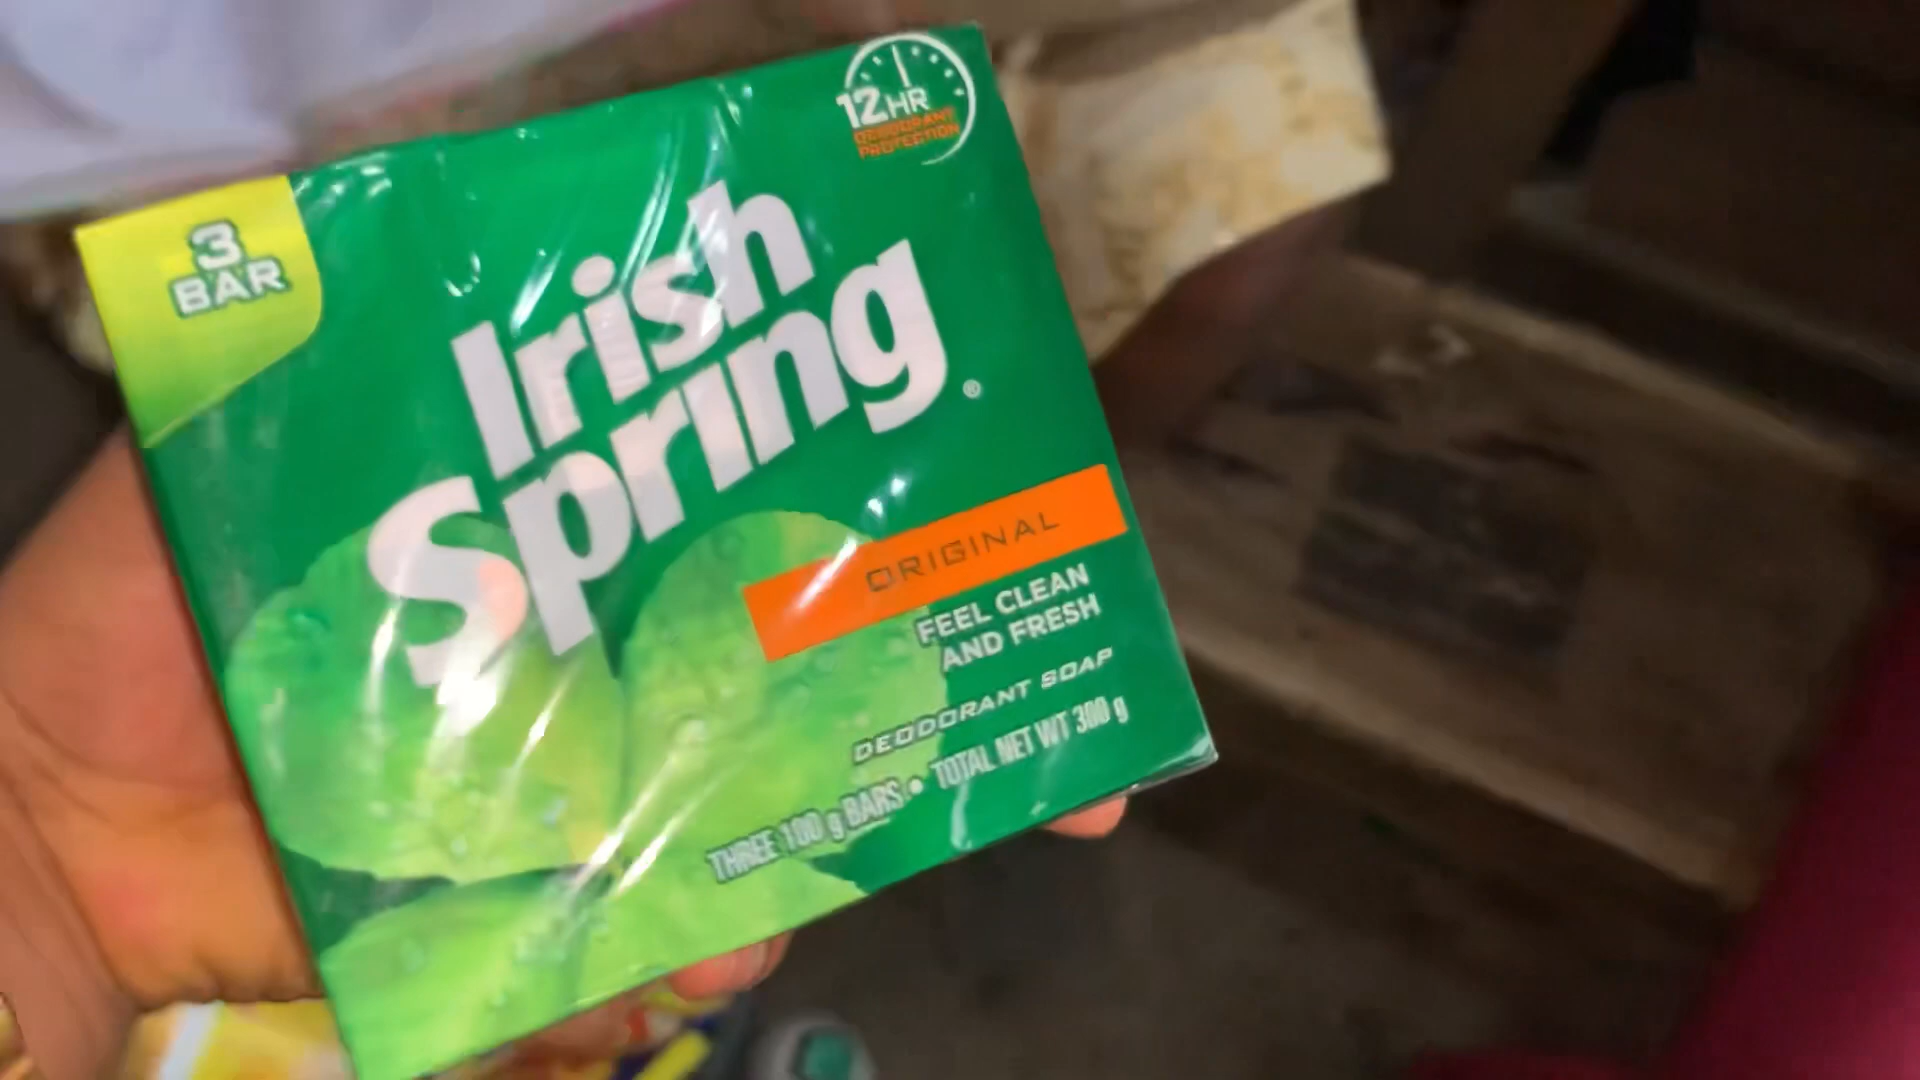 12HR
DEODORANT
PROTECTION
3
BAR
Irish
Spring®
ORIGINAL
FEEL CLEAN
AND FRESH
DEODORANT SOAP
THREE 100 g BARS • TOTAL NET WT 300 g